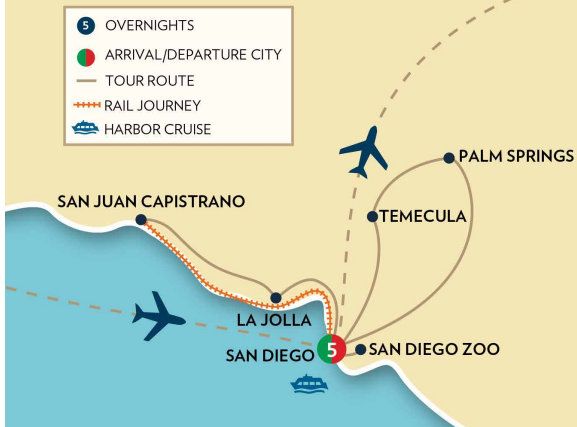 5 OVERNIGHTS
ARRIVAL/DEPARTURE CITY
TOUR ROUTE
RAIL JOURNEY
HARBOR CRUISE
PALM SPRINGS
SAN JUAN CAPISTRANO
TEMECULA
LA JOLLA
SAN DIEGO 5 SAN DIEGO ZOO